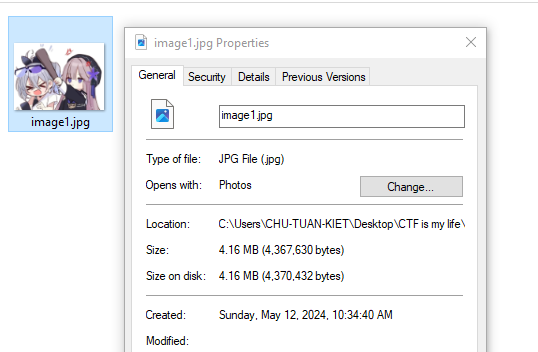 image1.jpg
image1.jpg Properties
General Security Details Previous Versions
image1.jpg
Type of file: JPG File (.jpg)
Opens with: Photos Change...
Location: C:\Users\CHU-TUAN-KIET\Desktop\CTF is my life\
Size: 4.16 MB (4,367,630 bytes)
Size on disk: 4.16 MB (4,370,432 bytes)
Created: Sunday, May 12, 2024, 10:34:40 AM
Modified: